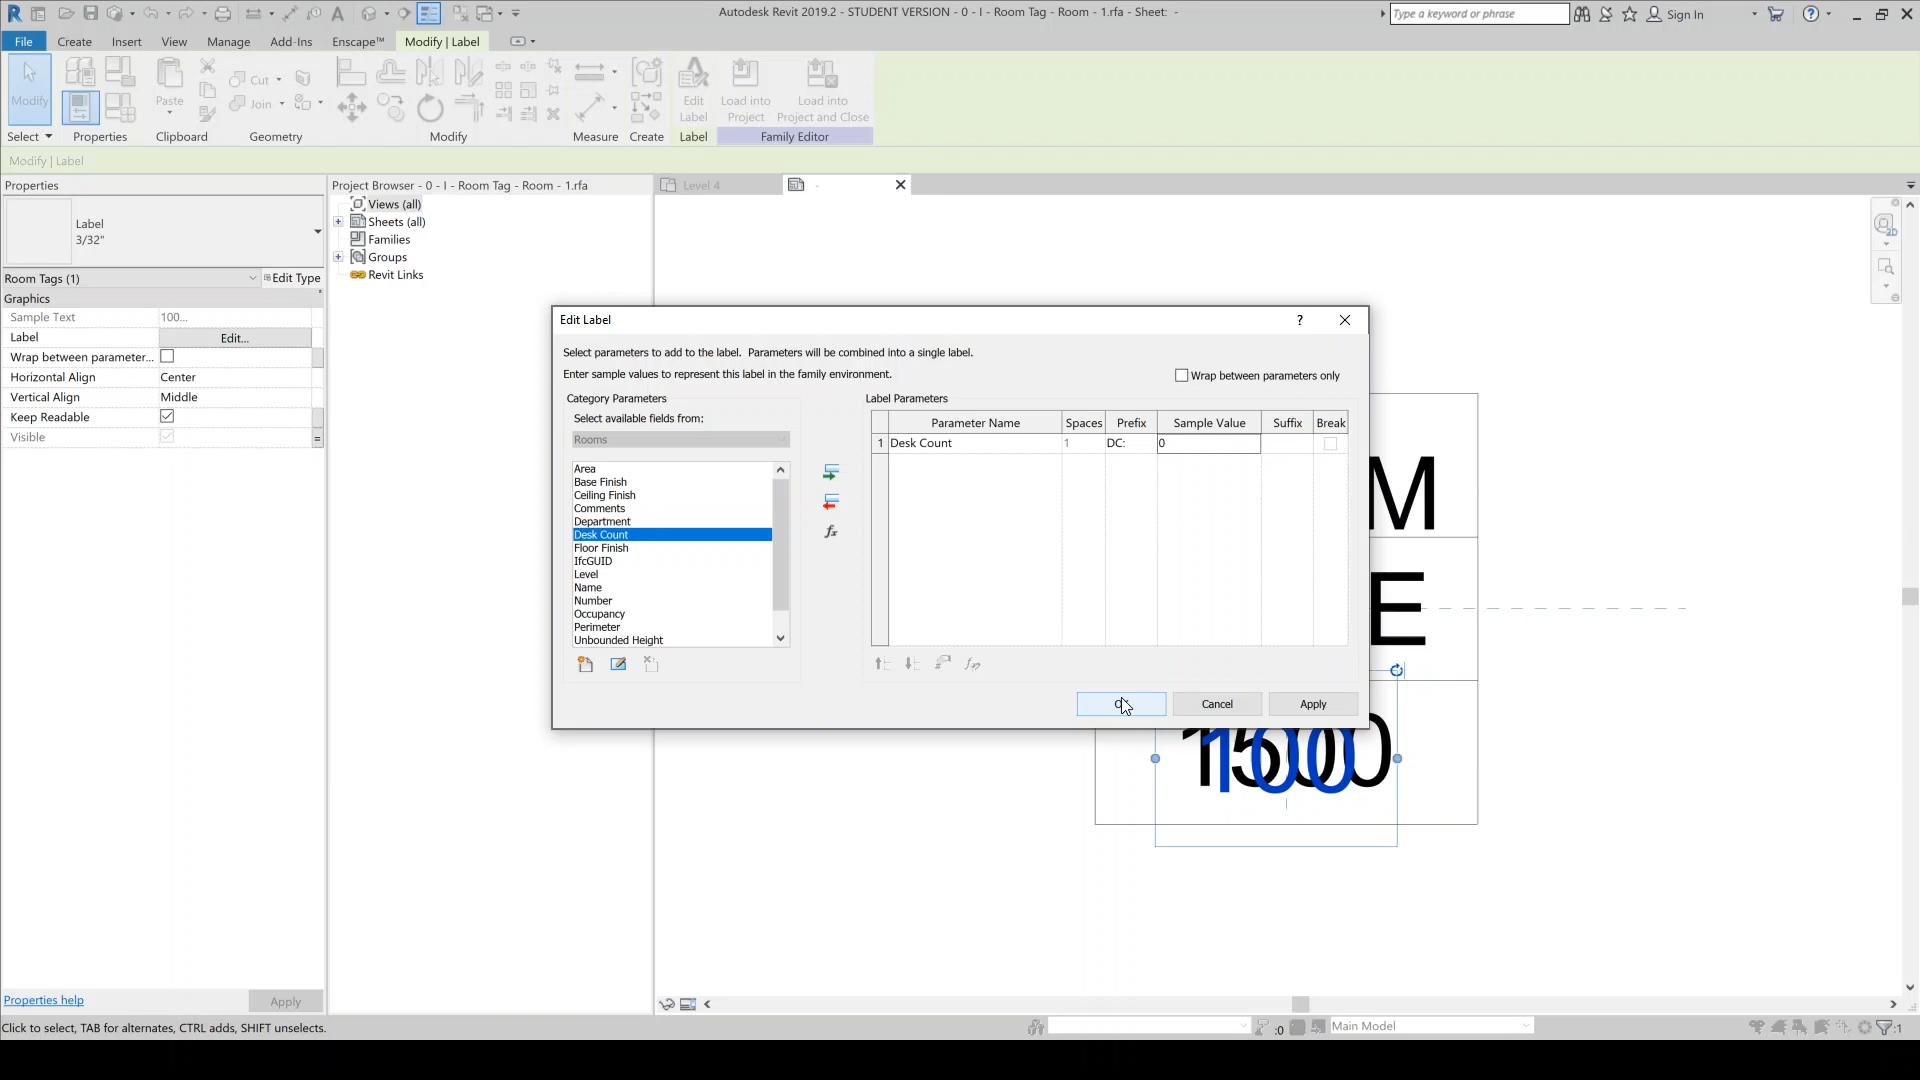 Autodesk Revit 2019.2 - STUDENT VERSION - 0 - I - Room Tag - Room - 1.rfa - Sheet: -
Type a keyword or phrase
Sign In
File Create Insert View Manage Add-Ins Enscape™ Modify | Label
Modify
Paste
Cut
Join
Edit Label
Load into Project
Load into Project and Close
Select Properties Clipboard Geometry Modify Measure Create Label Family Editor
Modify | Label
Properties
Label
3/32"
Room Tags (1)
Edit Type
Graphics
Sample Text 100...
Label Edit...
Wrap between parameter...
Horizontal Align Center
Vertical Align Middle
Keep Readable
Visible
Properties help
Apply
Project Browser - 0 - I - Room Tag - Room - 1.rfa
Views (all)
Sheets (all)
Families
Groups
Revit Links
Level 4
-
Edit Label
Select parameters to add to the label. Parameters will be combined into a single label.
Enter sample values to represent this label in the family environment.
Wrap between parameters only
Category Parameters
Select available fields from:
Rooms
Area
Base Finish
Ceiling Finish
Comments
Department
Desk Count
Floor Finish
IfcGUID
Level
Name
Number
Occupancy
Perimeter
Unbounded Height
Label Parameters
Parameter Name Spaces Prefix Sample Value Suffix Break
1 Desk Count 1 DC: 0
Cancel
Apply
M
E
100
Click to select, TAB for alternates, CTRL adds, SHIFT unselects.
:0
Main Model
:1